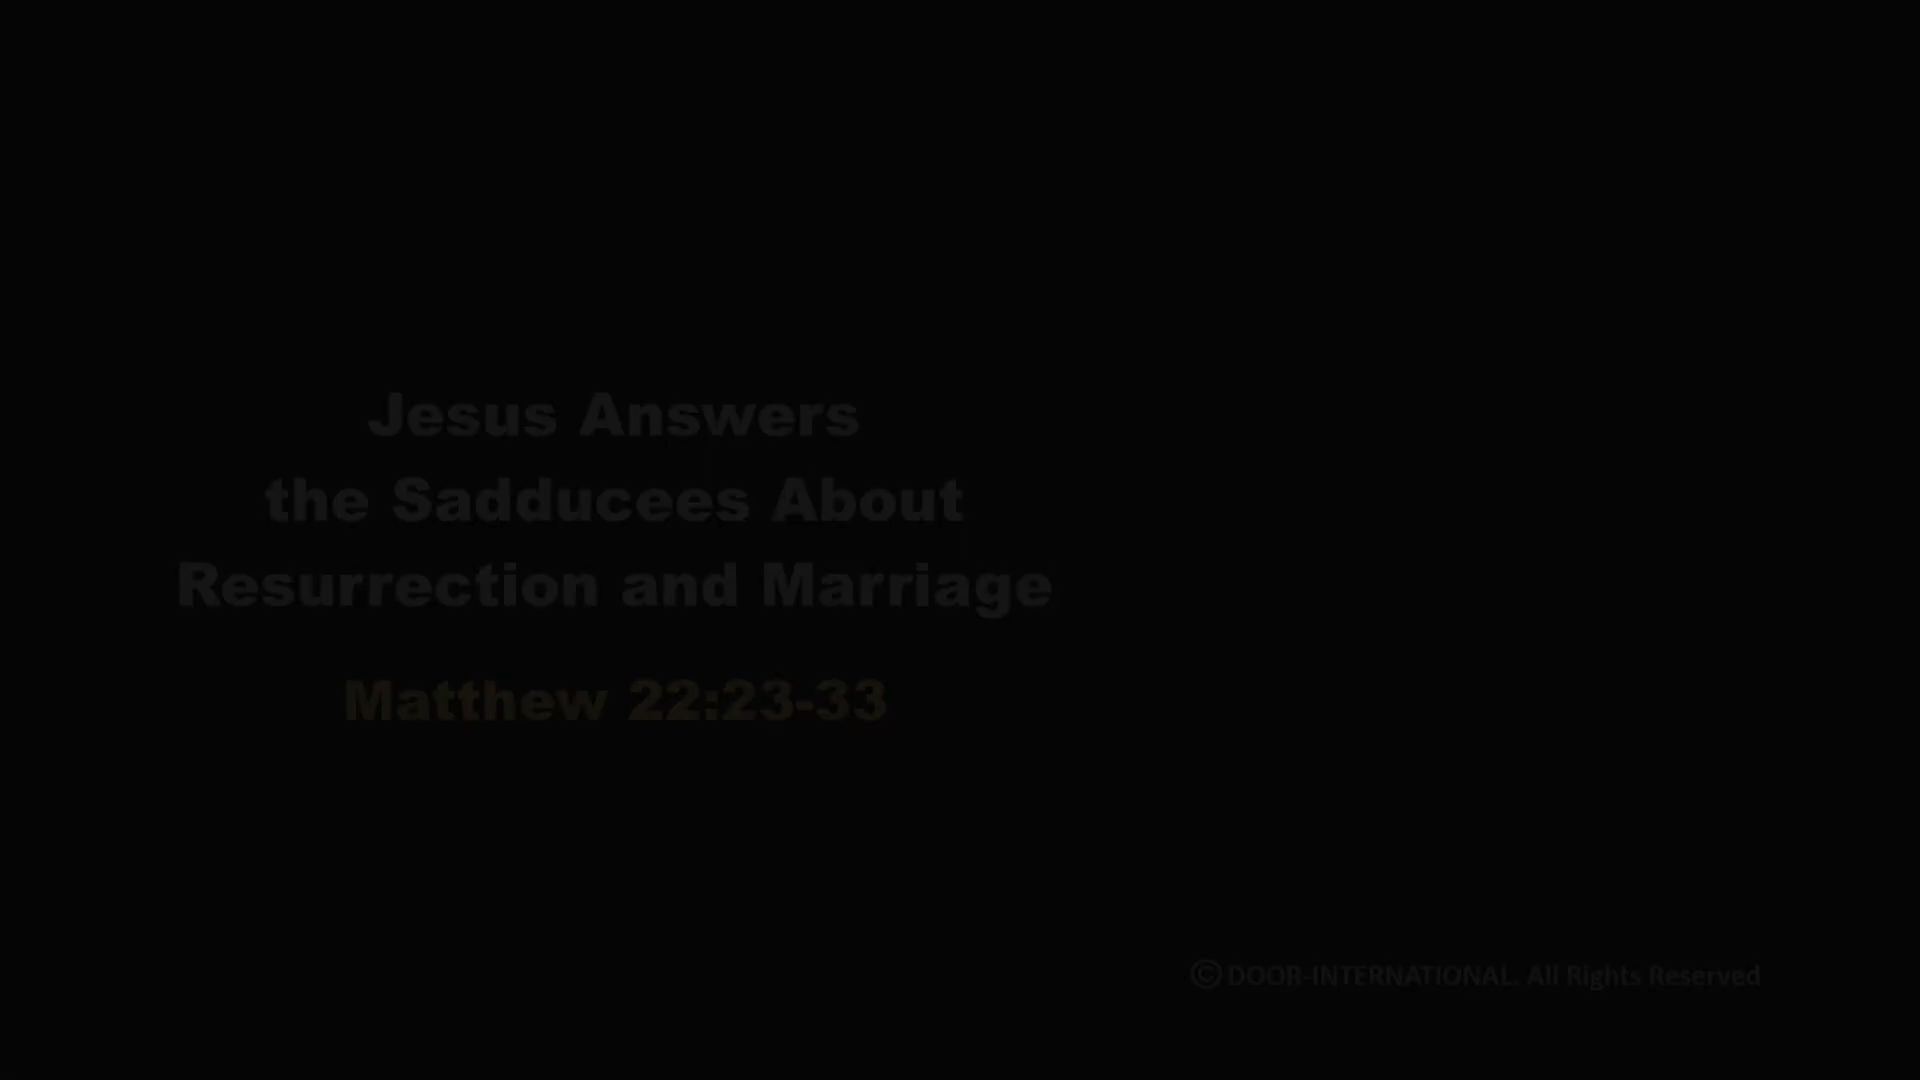 Jesus Answers
the Sadducees About
Resurrection and Marriage
Matthew 22:23-33
© DOOR-INTERNATIONAL. All Rights Reserved